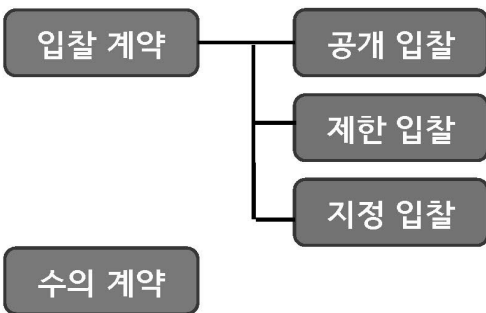 입찰 계약
공개 입찰
제한 입찰
지정 입찰
수의 계약